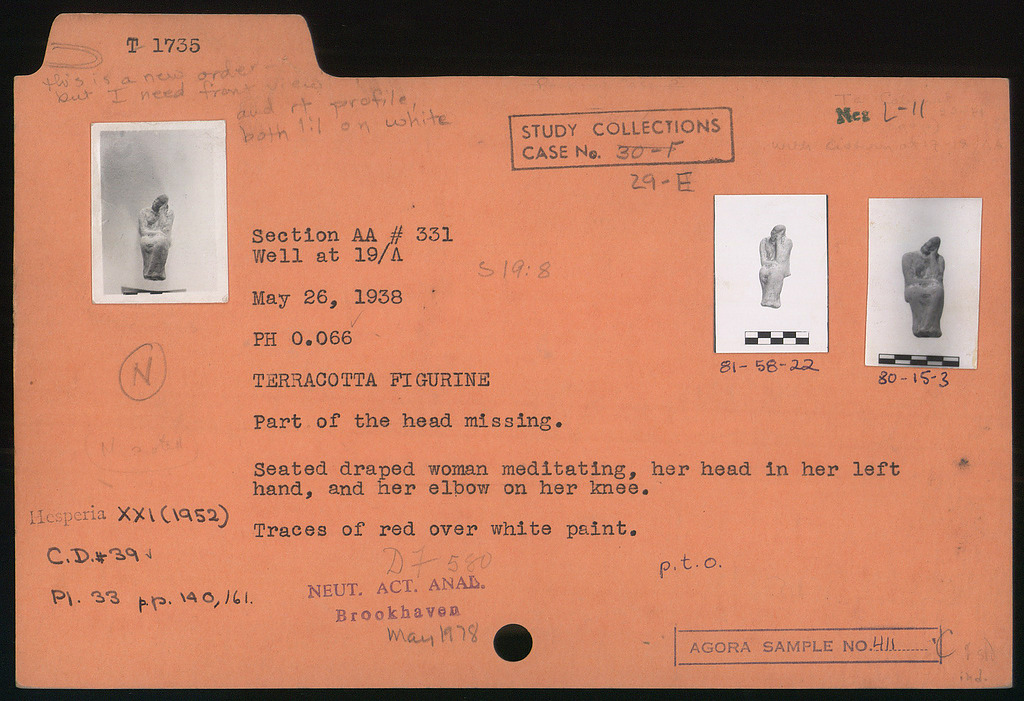 T 1735
this is a new order -
but I need front view
and rt profile,
both 1:1 on white
STUDY COLLECTIONS
CASE No. 30-F
29-E
Neg L-11
Section AA # 331
Well at 19/Λ
S 19:8
May 26, 1938
PH 0.066
81-58-22
80-15-3
N
TERRACOTTA FIGURINE
Part of the head missing.
Seated draped woman meditating, her head in her left
hand, and her elbow on her knee.
Hesperia XXI (1952)
Traces of red over white paint.
C.D.#39
DF 580
p.t.o.
Pl. 33 pp. 140, 161.
NEUT. ACT. ANAL.
Brookhaven
May 1978
AGORA SAMPLE NO. 411 C
ind.